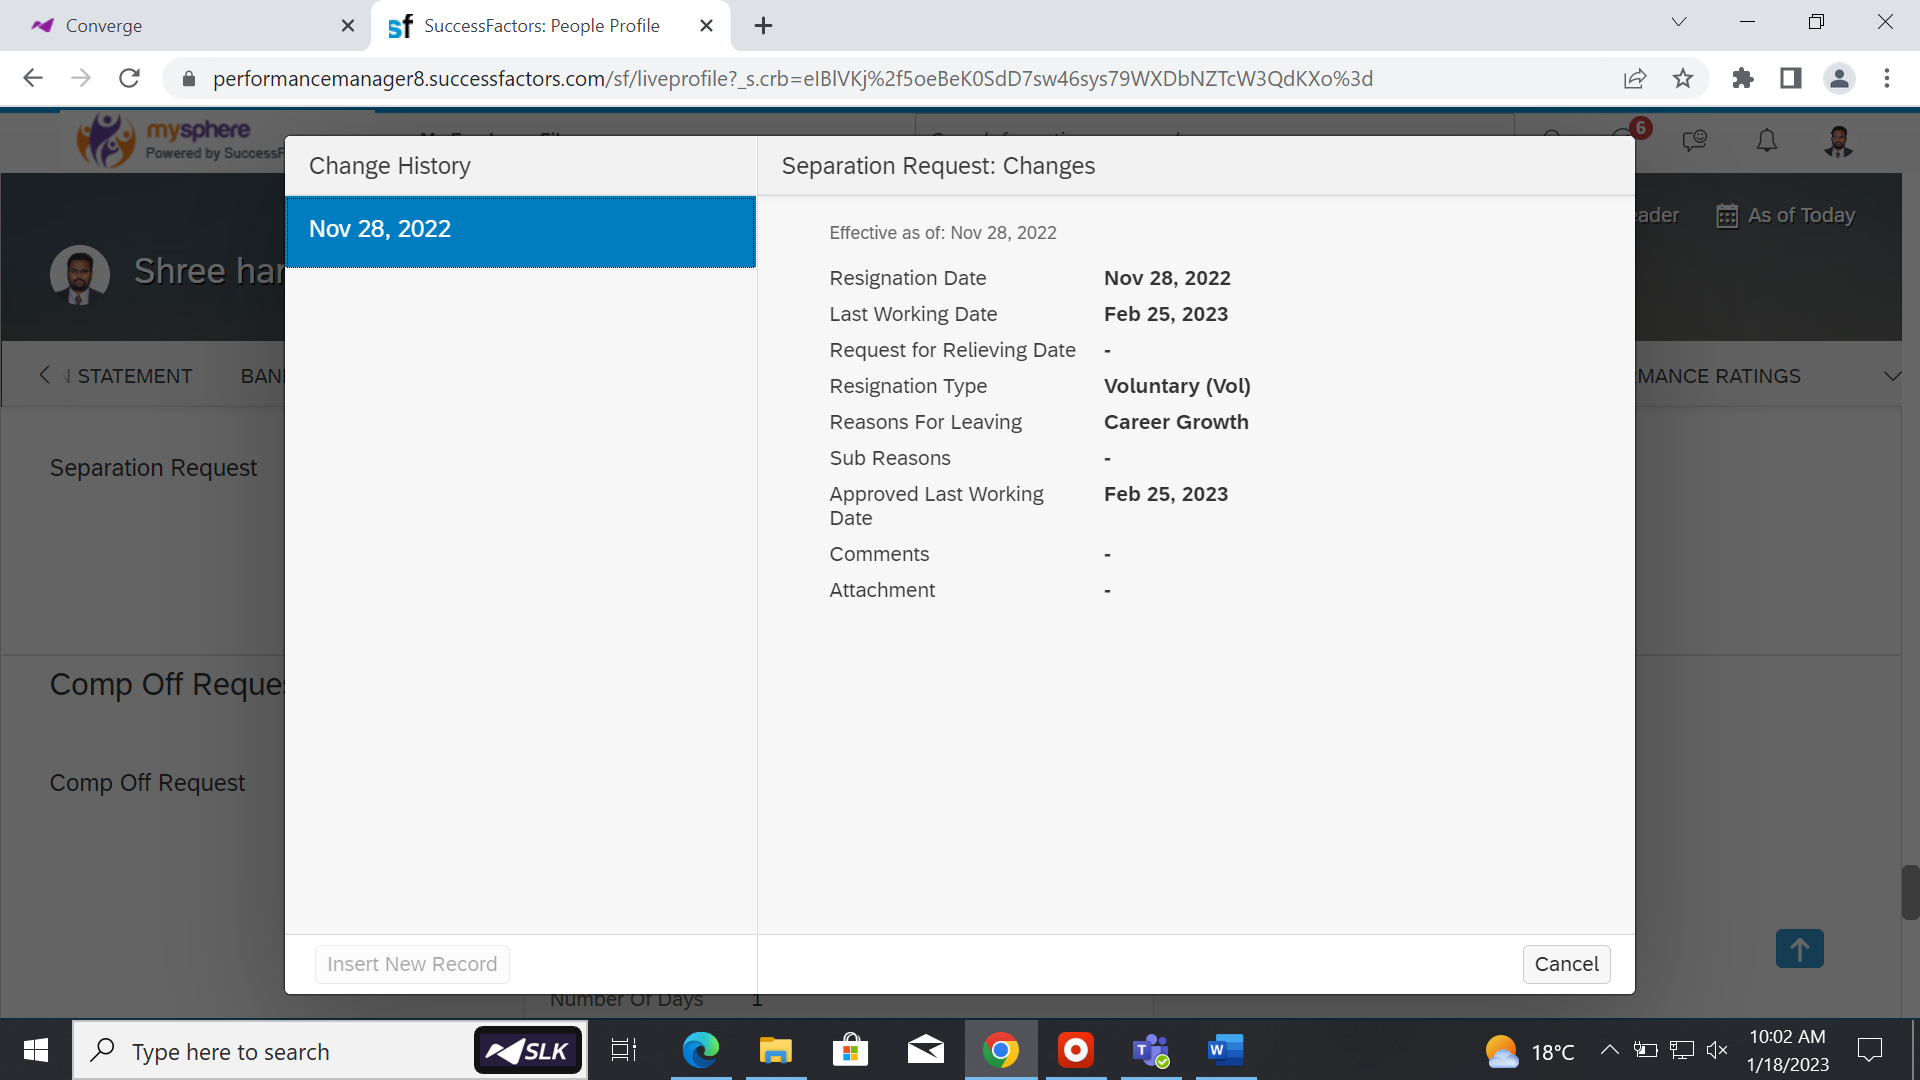 Converge
SuccessFactors: People Profile
performancemanager8.successfactors.com/sf/liveprofile?_s.crb=eIBlVKj%2f5oeBeK0SdD7sw46sys79WXDbNZTcW3QdKXo%3d
mysphere
Powered by SuccessF
6
Change History
Separation Request: Changes
Nov 28, 2022
eader
As of Today
Shree har
Effective as of: Nov 28, 2022
Resignation Date Nov 28, 2022
Last Working Date Feb 25, 2023
Request for Relieving Date -
STATEMENT BAN
Resignation Type Voluntary (Vol)
RMANCE RATINGS
Reasons For Leaving Career Growth
Separation Request
Sub Reasons -
Approved Last Working Date Feb 25, 2023
Comments -
Attachment -
Comp Off Reques
Comp Off Request
Insert New Record
Cancel
Number Of Days 1
Type here to search
SLK
18°C
10:02 AM
1/18/2023